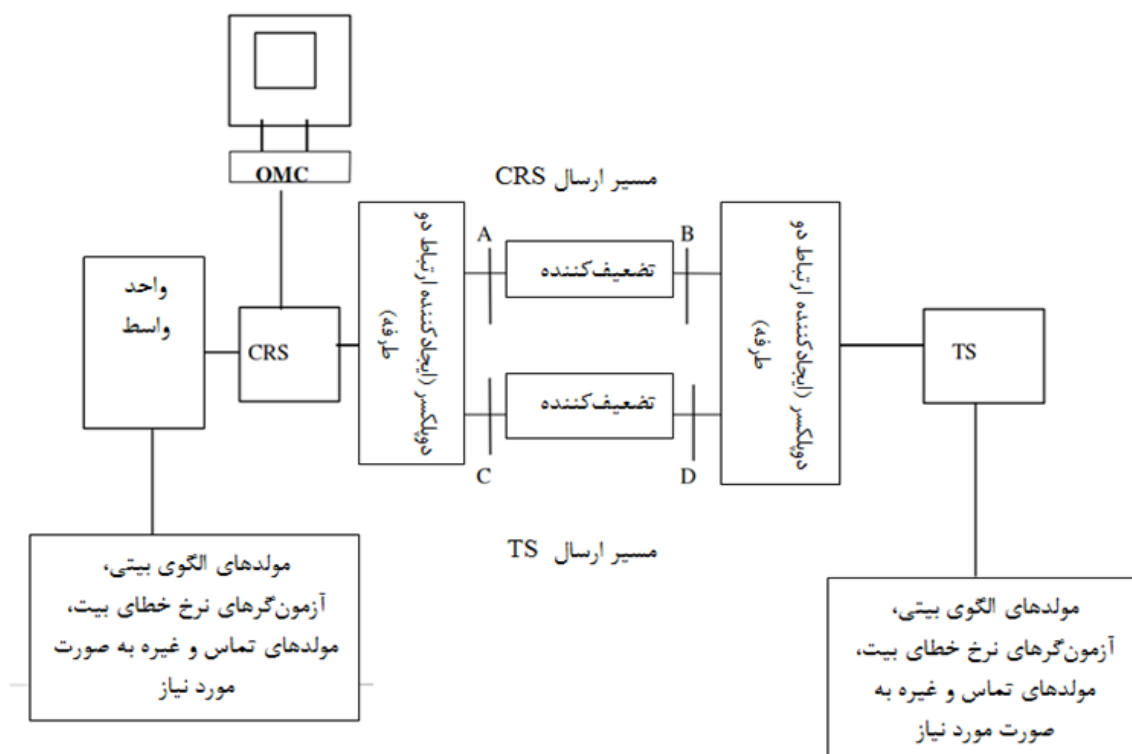 OMC
مسیر ارسال CRS
دوپلکسر (ایجادکننده ارتباط دو
طرفه)
A
تضعیف‌کننده
B
دوپلکسر (ایجادکننده ارتباط دو
طرفه)
واحد
واسط
CRS
TS
تضعیف‌کننده
C
D
مسیر ارسال TS
مولدهای الگوی بیتی،
آزمون‌گرهای نرخ خطای بیت،
مولدهای تماس و غیره به صورت
مورد نیاز
مولدهای الگوی بیتی،
آزمون‌گرهای نرخ خطای بیت،
مولدهای تماس و غیره به
صورت مورد نیاز